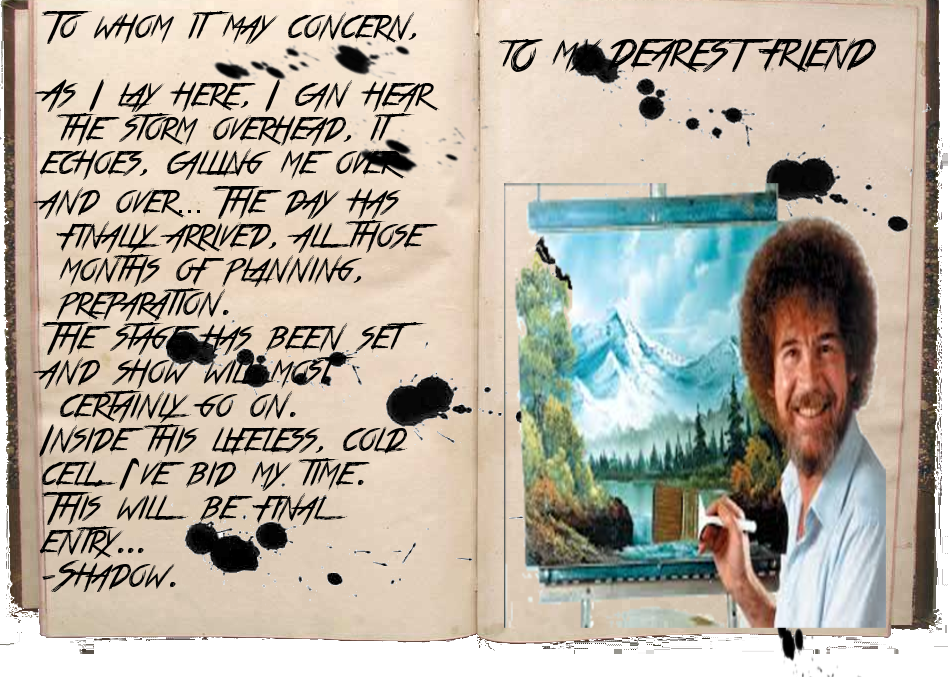 TO WHOM IT MAY CONCERN,
AS I LAY HERE, I CAN HEAR
THE STORM OVERHEAD, IT
ECHOES, CALLING ME OVER
AND OVER... THE DAY HAS
FINALLY ARRIVED, ALL THOSE
MONTHS OF PLANNING,
PREPARATION.
THE STAGE HAS BEEN SET
AND SHOW WILL MOST
CERTAINLY GO ON.
INSIDE THIS LIFELESS, COLD
CELL. I'VE BID MY TIME.
THIS WILL BE FINAL
ENTRY...
-SHADOW.
TO MY DEAREST FRIEND